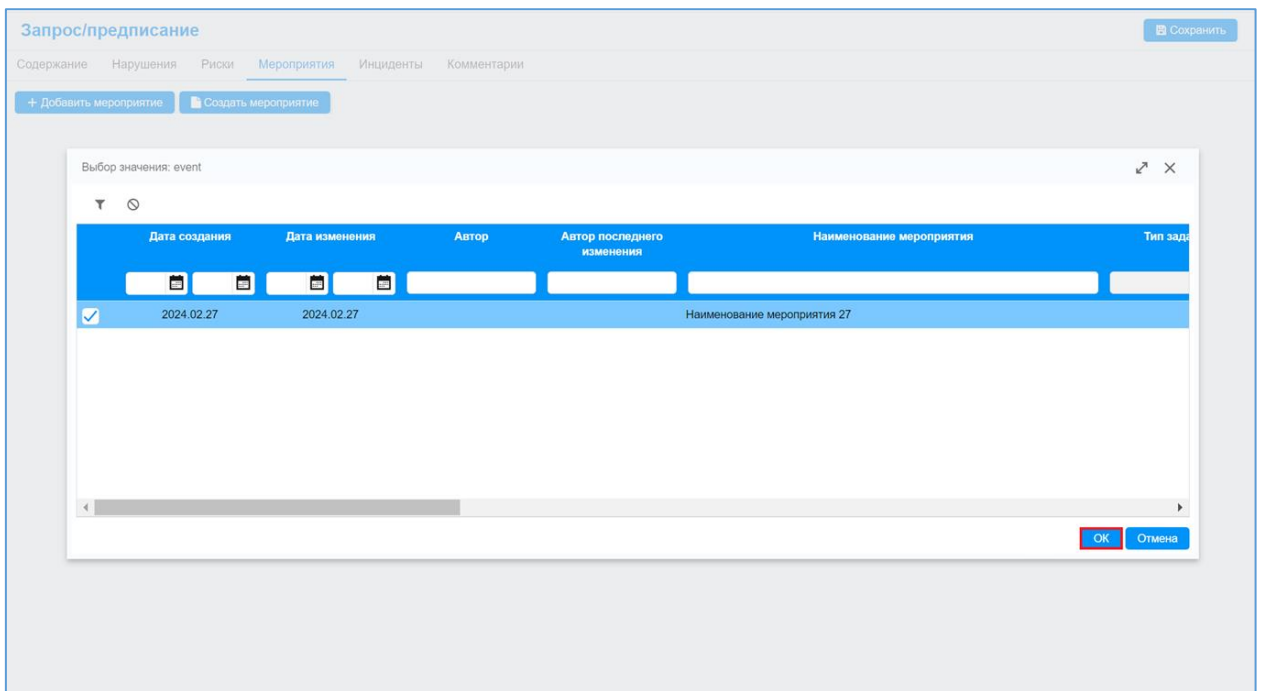 Запрос/предписание
Сохранить
Содержание Нарушения Риски Мероприятия Инциденты Комментарии
+ Добавить мероприятие Создать мероприятие
Выбор значения: event
Дата создания Дата изменения Автор Автор последнего изменения Наименование мероприятия Тип зада
2024.02.27 2024.02.27 Наименование мероприятия 27
ОК Отмена